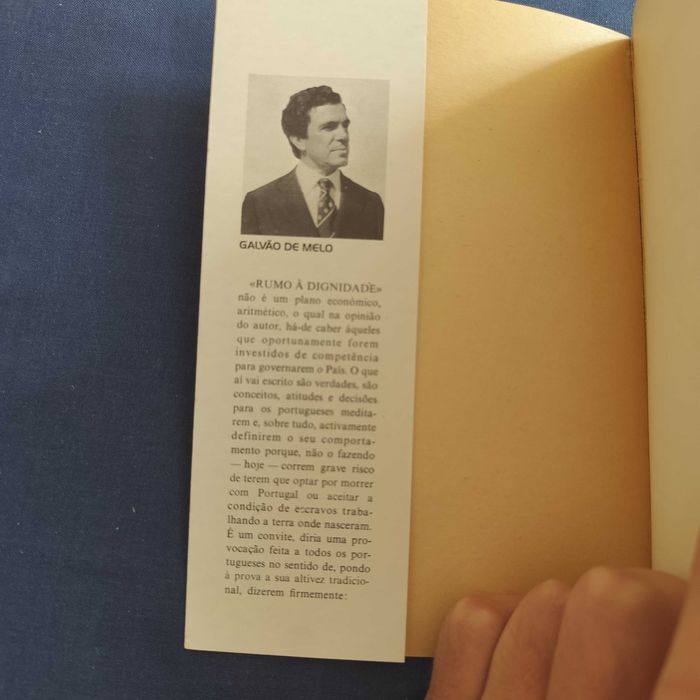 GALVÃO DE MELO
«RUMO À DIGNIDADE»
não é um plano económico,
aritmético, o qual na opinião
do autor, há-de caber àqueles
que oportunamente forem
investidos de competência
para governarem o País. O que
aí vai escrito são verdades, são
conceitos, atitudes e decisões
para os portugueses medita-
rem e, sobre tudo, activamente
definirem o seu comporta-
mento porque, não o fazendo
— hoje — correm grave risco
de terem que optar por morrer
com Portugal ou aceitar a
condição de escravos traba-
lhando a terra onde nasceram.
É um convite, diria uma pro-
vocação feita a todos os por-
tugueses no sentido de, pondo
à prova a sua altivez tradicio-
nal, dizerem firmemente: